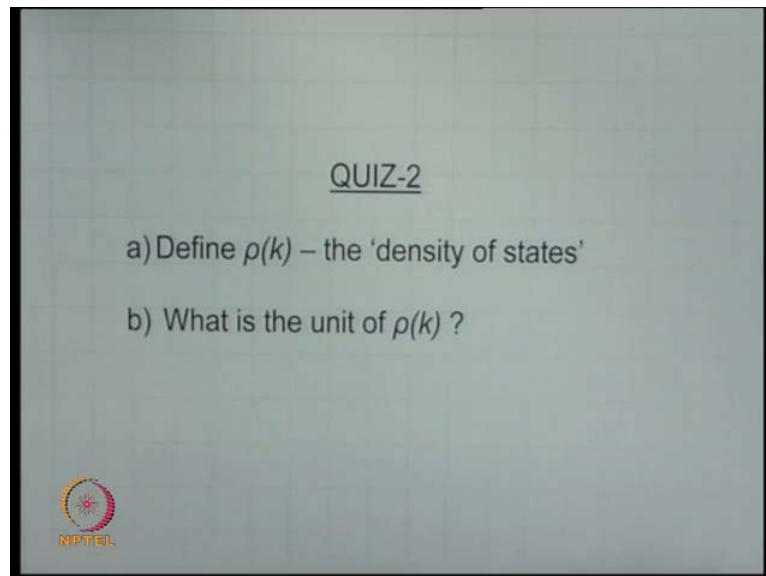 QUIZ-2
a) Define ρ(k) – the ‘density of states’
b) What is the unit of ρ(k) ?
NPTEL